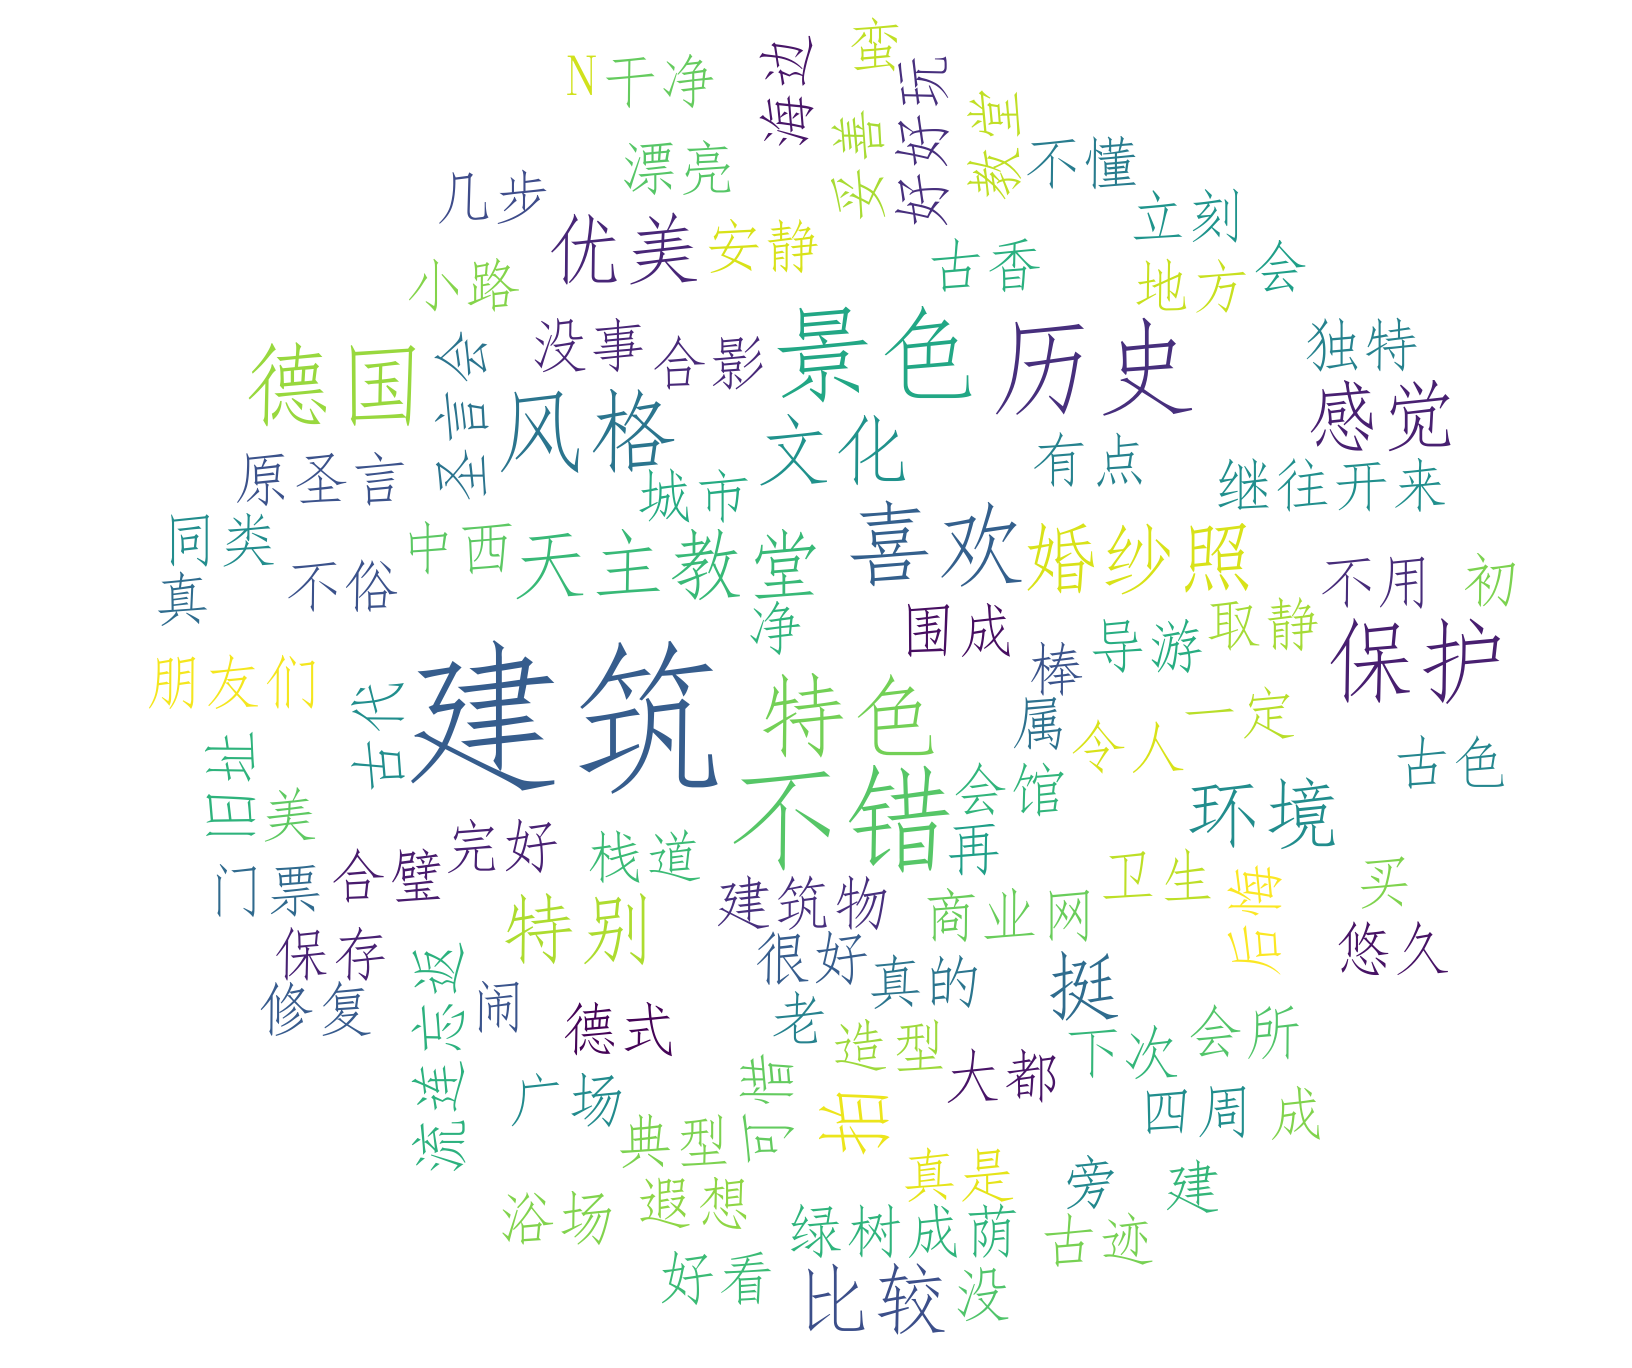 蛮
N
干净
海边
好好玩
妥善
教堂
不懂
漂亮
几步
立刻
优美
安静
古香
会
小路
地方
没事
合影
景色
历史
独特
德国
圣言会
风格
感觉
文化
有点
原圣言
城市
继往开来
同类
中西
天主教堂
喜欢
婚纱照
不用
初
真
不俗
净
围成
导游
取静
保护
棒
朋友们
古代
建筑
特色
属
令人
一定
旧址
古色
美
不错
会馆
环境
完好
栈道
再
门票
合璧
卫生
后悔
买
特别
建筑物
商业网
保存
很好
悠久
流连忘返
真的
挺
修复
闹
德式
老
造型
会所
大都
下次
广场
可惜
拍
四周
成
典型
真是
旁
建
浴场
遐想
绿树成荫
古迹
好看
比较
没